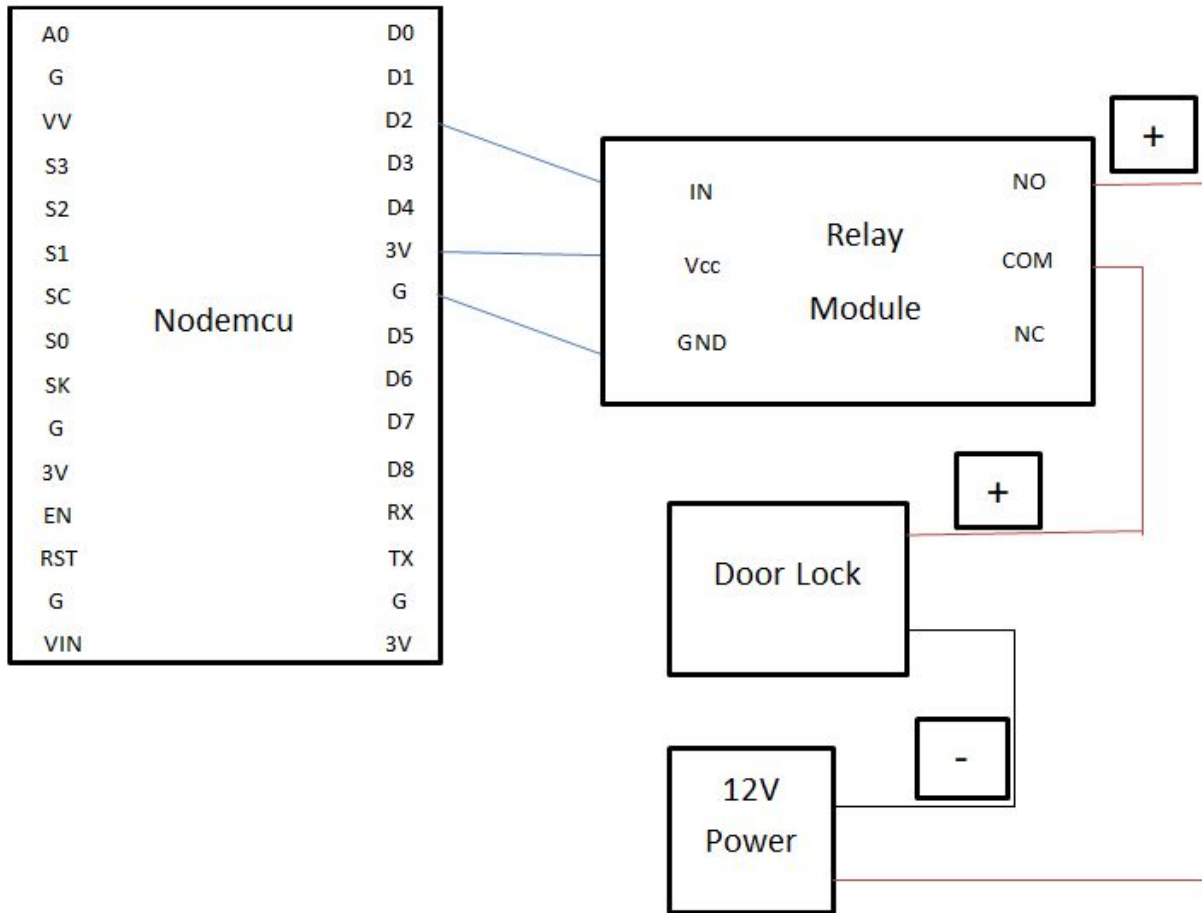 A0
G
VV
S3
S2
S1
SC
S0
SK
G
3V
EN
RST
G
VIN
Nodemcu
D0
D1
D2
D3
D4
3V
G
D5
D6
D7
D8
RX
TX
G
3V
IN
Vcc
GND
Relay
Module
NO
COM
NC
+
+
Door Lock
-
12V
Power